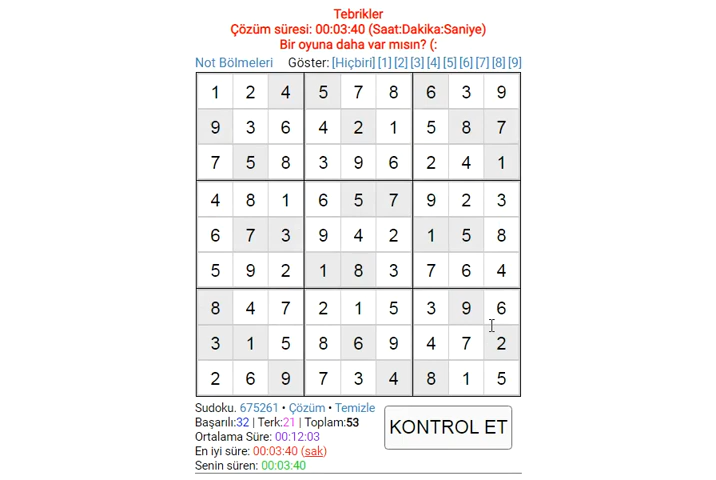 Tebrikler
Çözüm süresi: 00:03:40 (Saat:Dakika:Saniye)
Bir oyuna daha var mısın? (:
Not Bölmeleri Göster: [Hiçbiri] [1] [2] [3] [4] [5] [6] [7] [8] [9]
1 2 4 5 7 8 6 3 9
9 3 6 4 2 1 5 8 7
7 5 8 3 9 6 2 4 1
4 8 1 6 5 7 9 2 3
6 7 3 9 4 2 1 5 8
5 9 2 1 8 3 7 6 4
8 4 7 2 1 5 3 9 6
3 1 5 8 6 9 4 7 2
2 6 9 7 3 4 8 1 5
Sudoku. 675261 • Çözüm • Temizle
Başarılı:32 | Terk:21 | Toplam:53
Ortalama Süre: 00:12:03
En iyi süre: 00:03:40 (sak)
Senin süren: 00:03:40
KONTROL ET